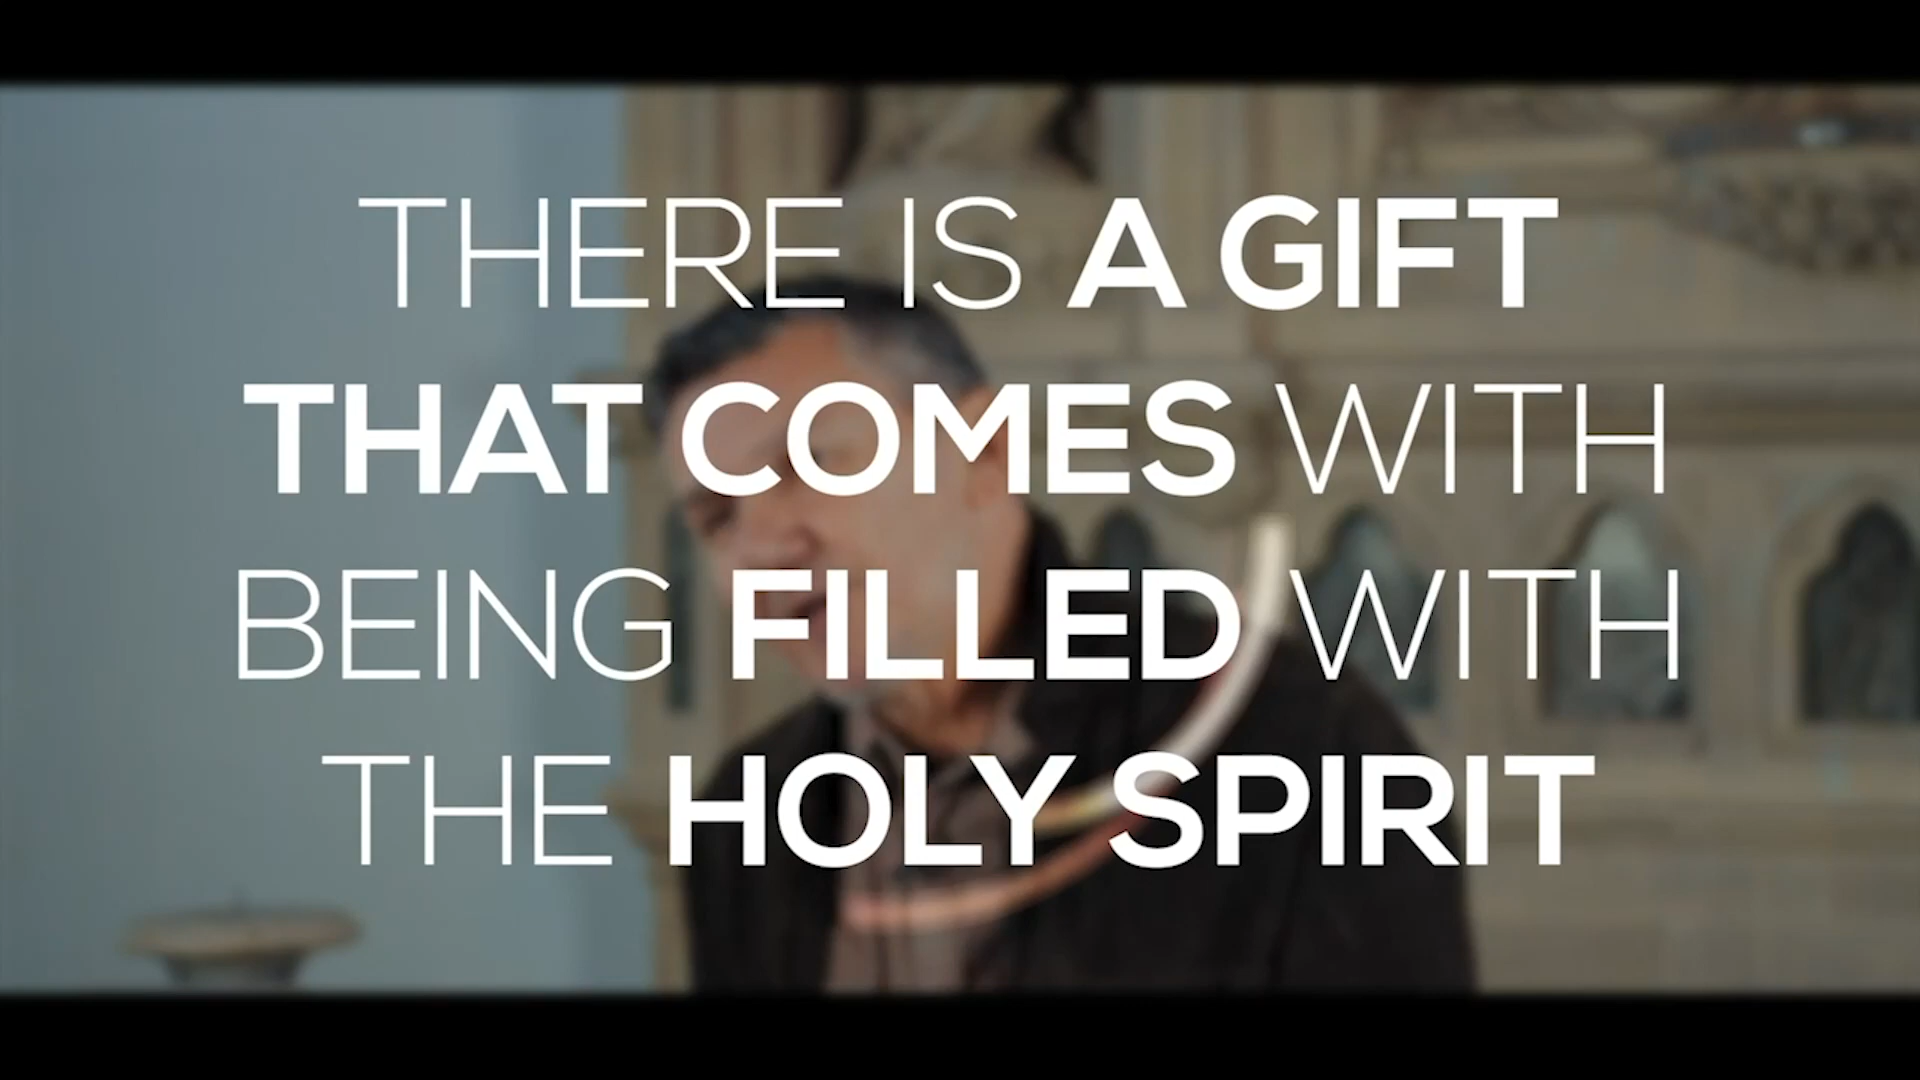 THERE IS A GIFT
THAT COMES WITH
BEING FILLED WITH
THE HOLY SPIRIT